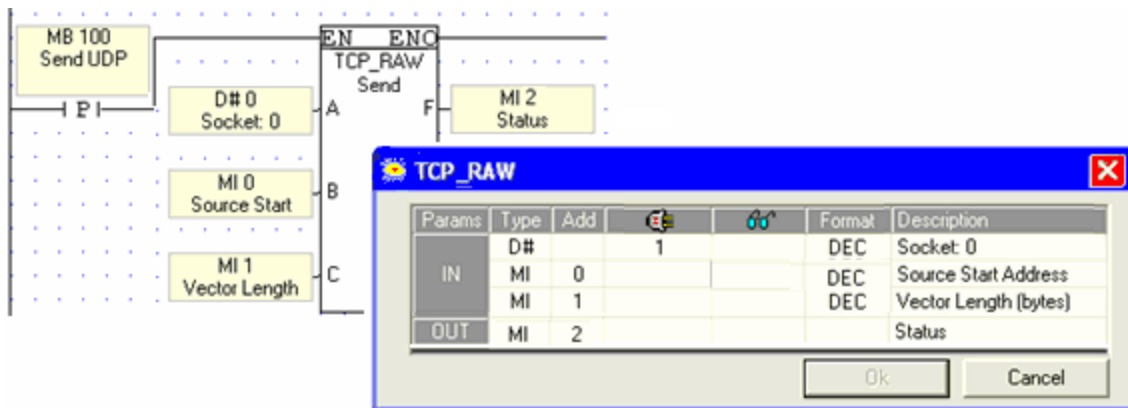 MB 100
Send UDP
P
EN ENO
TCP_RAW
Send
D# 0
Socket: 0
A
F
MI 2
Status
MI 0
Source Start
B
MI 1
Vector Length
C
TCP_RAW
Params Type Add Format Description
IN
D# 1 DEC Socket: 0
MI 0 DEC Source Start Address
MI 1 DEC Vector Length (bytes)
OUT MI 2 Status
Ok Cancel